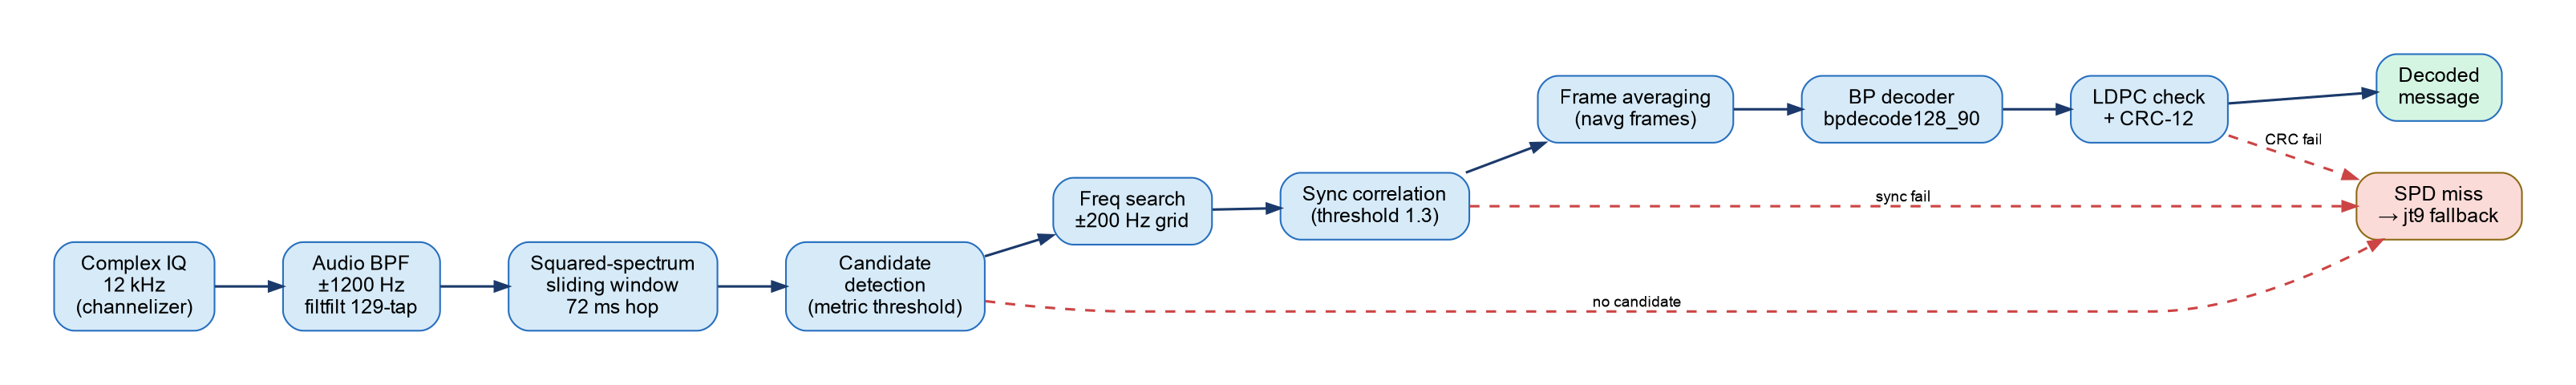 Complex IQ
12 kHz
(channelizer)
Audio BPF
±1200 Hz
filtfilt 129-tap
Squared-spectrum
sliding window
72 ms hop
Candidate
detection
(metric threshold)
Freq search
±200 Hz grid
Sync correlation
(threshold 1.3)
Frame averaging
(navg frames)
BP decoder
bpdecode128_90
LDPC check
+ CRC-12
Decoded
message
CRC fail
sync fail
no candidate
SPD miss
→ jt9 fallback